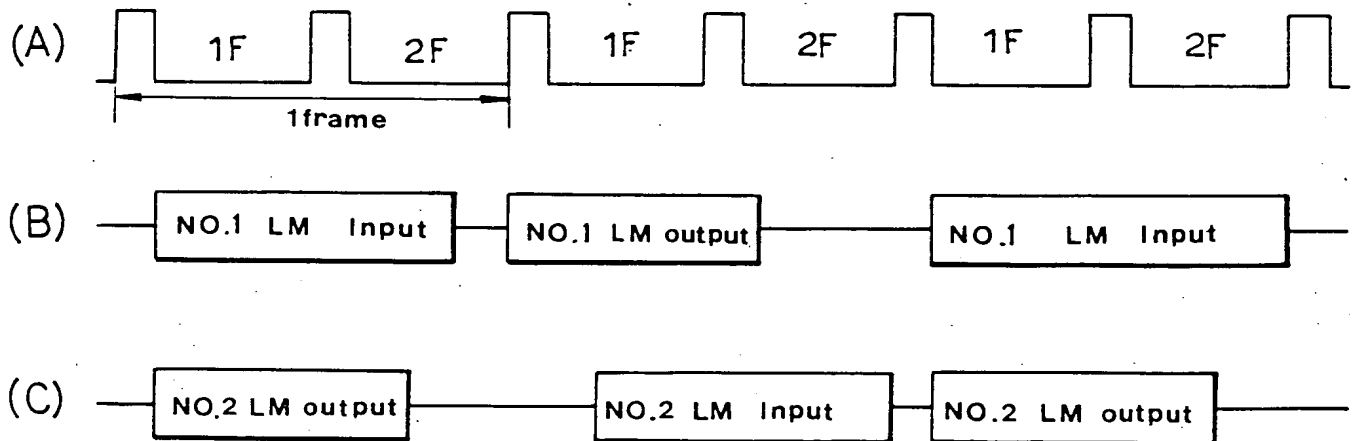 (A) 1F 2F 1F 2F 1F 2F
1frame
(B) NO.1 LM Input NO.1 LM output NO.1 LM Input
(C) NO.2 LM output NO.2 LM Input NO.2 LM output